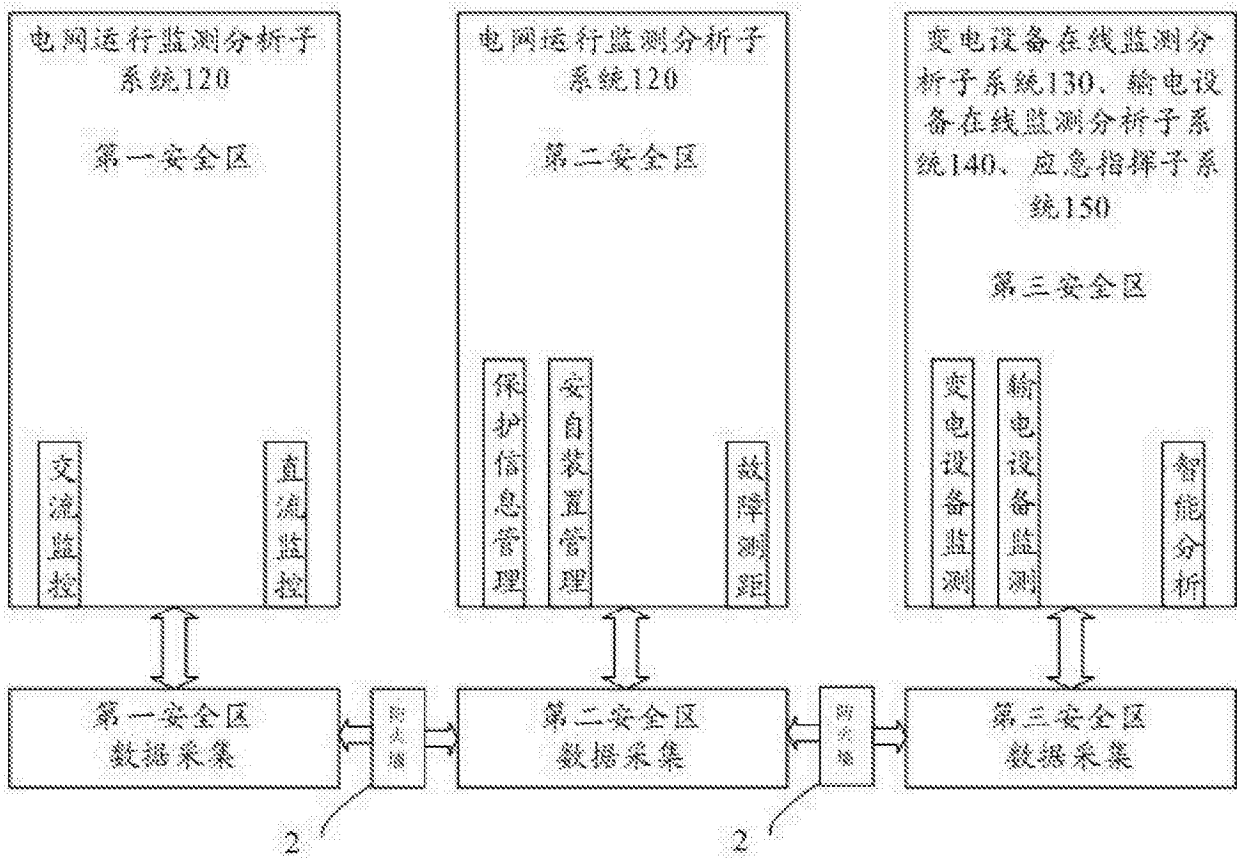 电网运行监测分析子
系统120
第一安全区
交流监控
直流监控
电网运行监测分析子
系统120
第二安全区
保护信息管理
安自装置管理
故障测距
变电设备在线监测分
析子系统130、输电设
备在线监测分析子系
统140、应急指挥子系
统150
第三安全区
变电设备监测
输电设备监测
智能分析
第一安全区
数据采集
防火墙
第二安全区
数据采集
防火墙
第三安全区
数据采集
2
2